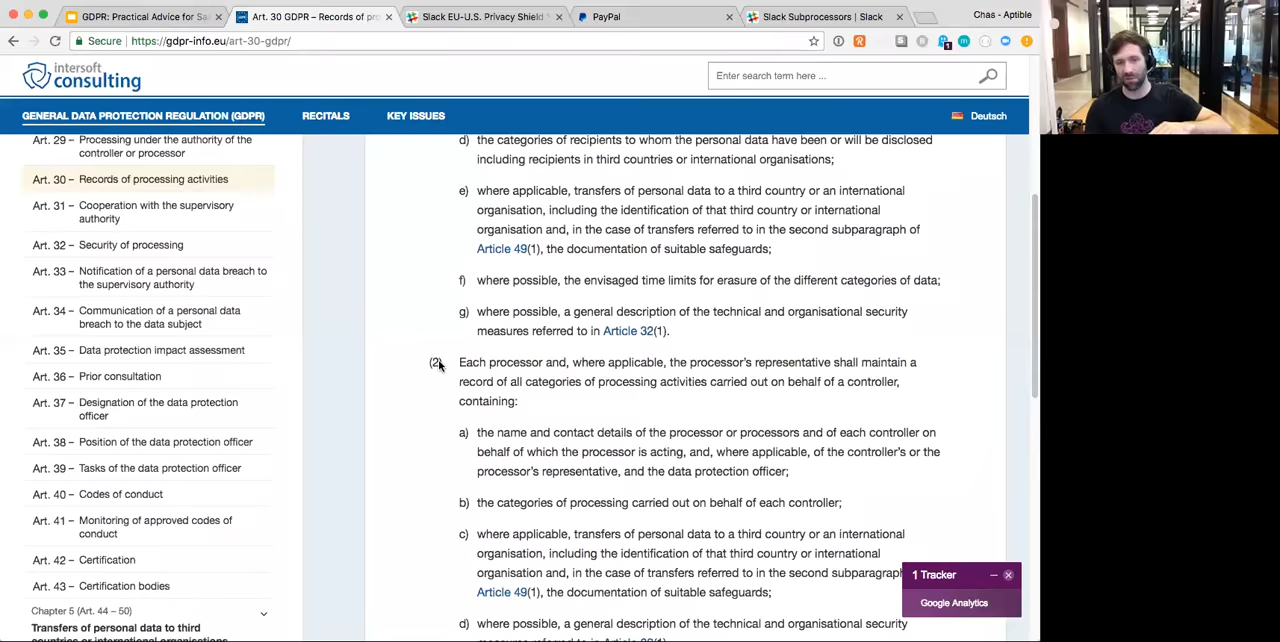 GDPR: Practical Advice for Sa
Art. 30 GDPR – Records of pro
Slack EU-U.S. Privacy Shield
PayPal
Slack Subprocessors | Slack
Chas - Aptible
Secure
https://gdpr-info.eu/art-30-gdpr/
1
intersoft
consulting
Enter search term here ...
GENERAL DATA PROTECTION REGULATION (GDPR)
RECITALS
KEY ISSUES
Deutsch
Art. 29 – Processing under the authority of the
controller or processor
Art. 30 – Records of processing activities
Art. 31 – Cooperation with the supervisory
authority
Art. 32 – Security of processing
Art. 33 – Notification of a personal data breach to
the supervisory authority
Art. 34 – Communication of a personal data
breach to the data subject
Art. 35 – Data protection impact assessment
Art. 36 – Prior consultation
Art. 37 – Designation of the data protection
officer
Art. 38 – Position of the data protection officer
Art. 39 – Tasks of the data protection officer
Art. 40 – Codes of conduct
Art. 41 – Monitoring of approved codes of
conduct
Art. 42 – Certification
Art. 43 – Certification bodies
Chapter 5 (Art. 44 – 50)
Transfers of personal data to third
countries or international organisations
d) the categories of recipients to whom the personal data have been or will be disclosed
including recipients in third countries or international organisations;
e) where applicable, transfers of personal data to a third country or an international
organisation, including the identification of that third country or international
organisation and, in the case of transfers referred to in the second subparagraph of
Article 49(1), the documentation of suitable safeguards;
f) where possible, the envisaged time limits for erasure of the different categories of data;
g) where possible, a general description of the technical and organisational security
measures referred to in Article 32(1).
(2) Each processor and, where applicable, the processor's representative shall maintain a
record of all categories of processing activities carried out on behalf of a controller,
containing:
a) the name and contact details of the processor or processors and of each controller on
behalf of which the processor is acting, and, where applicable, of the controller's or the
processor's representative, and the data protection officer;
b) the categories of processing carried out on behalf of each controller;
c) where applicable, transfers of personal data to a third country or an international
organisation, including the identification of that third country or international
organisation and, in the case of transfers referred to in the second subparagraph
Article 49(1), the documentation of suitable safeguards;
d) where possible, a general description of the technical and organisational security
measures referred to in Article
1 Tracker
Google Analytics